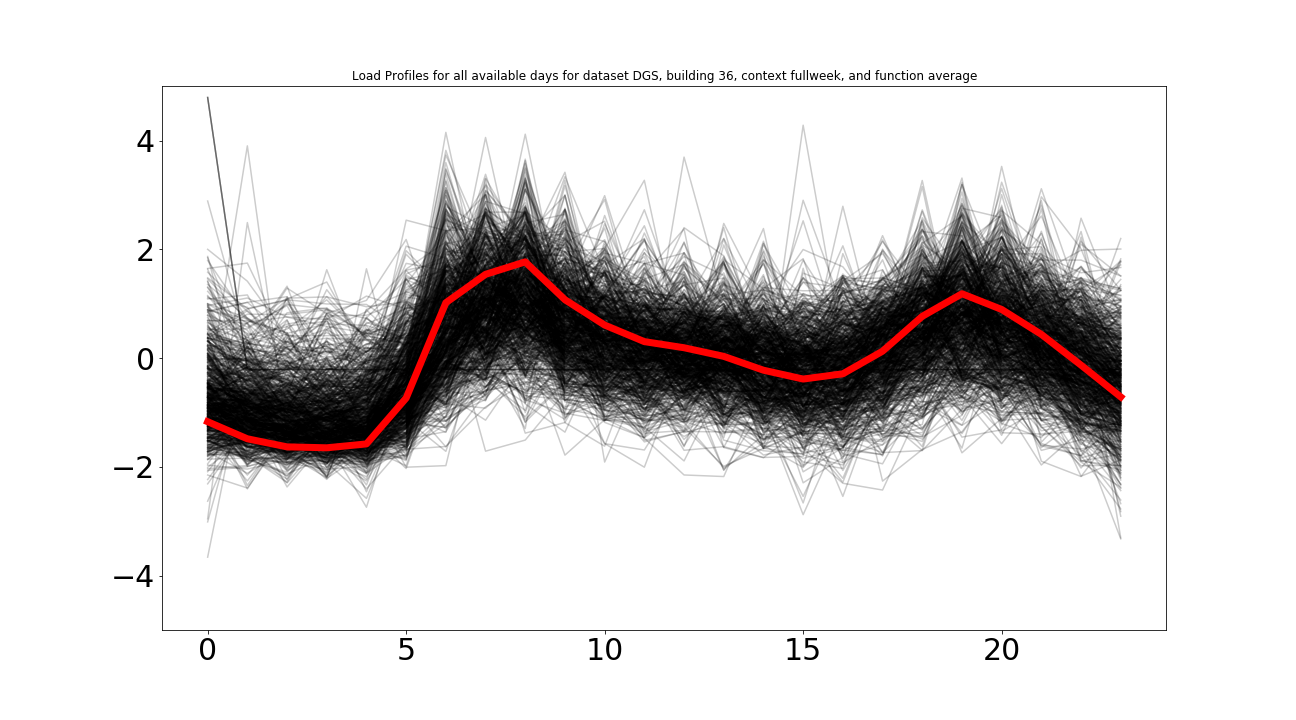 Load Profiles for all available days for dataset DGS, building 36, context fullweek, and function average
4
2
0
−2
−4
0 5 10 15 20